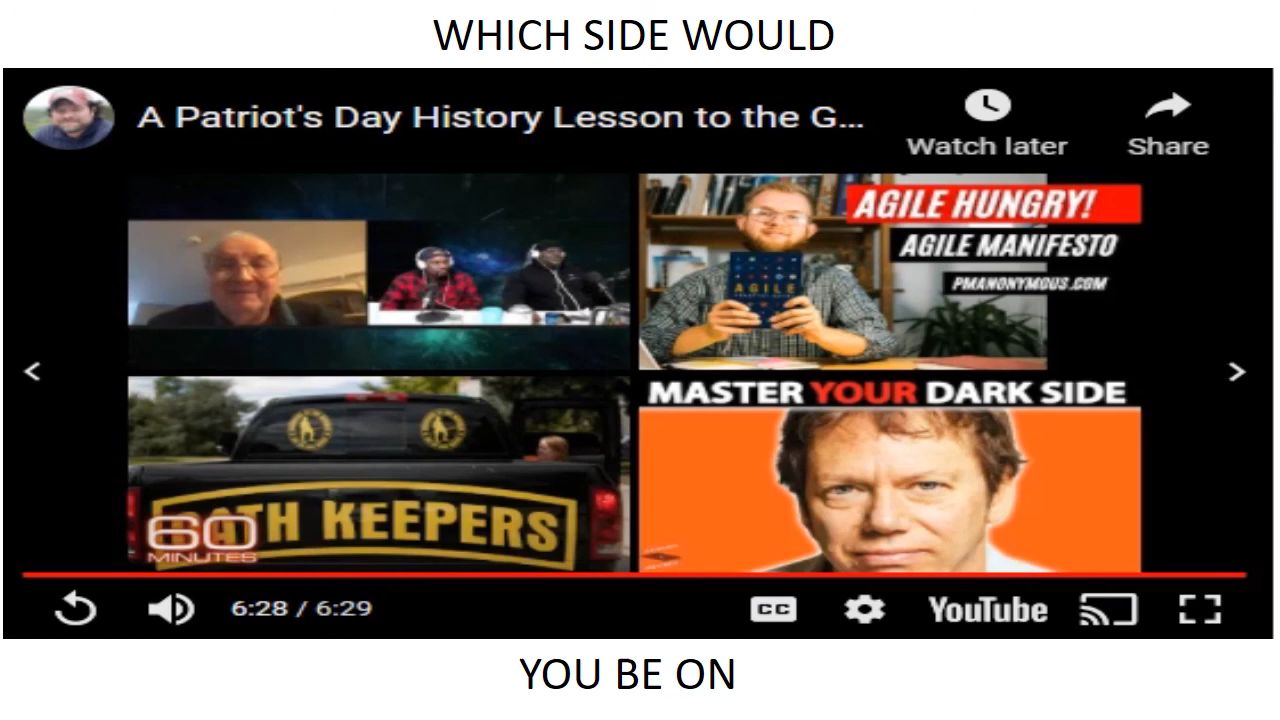 WHICH SIDE WOULD
A Patriot's Day History Lesson to the G...
Watch later
Share
AGILE HUNGRY!
AGILE MANIFESTO
PMANONYMOUS.COM
AGILE
MASTER YOUR DARK SIDE
OATH KEEPERS
60
MINUTES
6:28 / 6:29
CC
YouTube
YOU BE ON